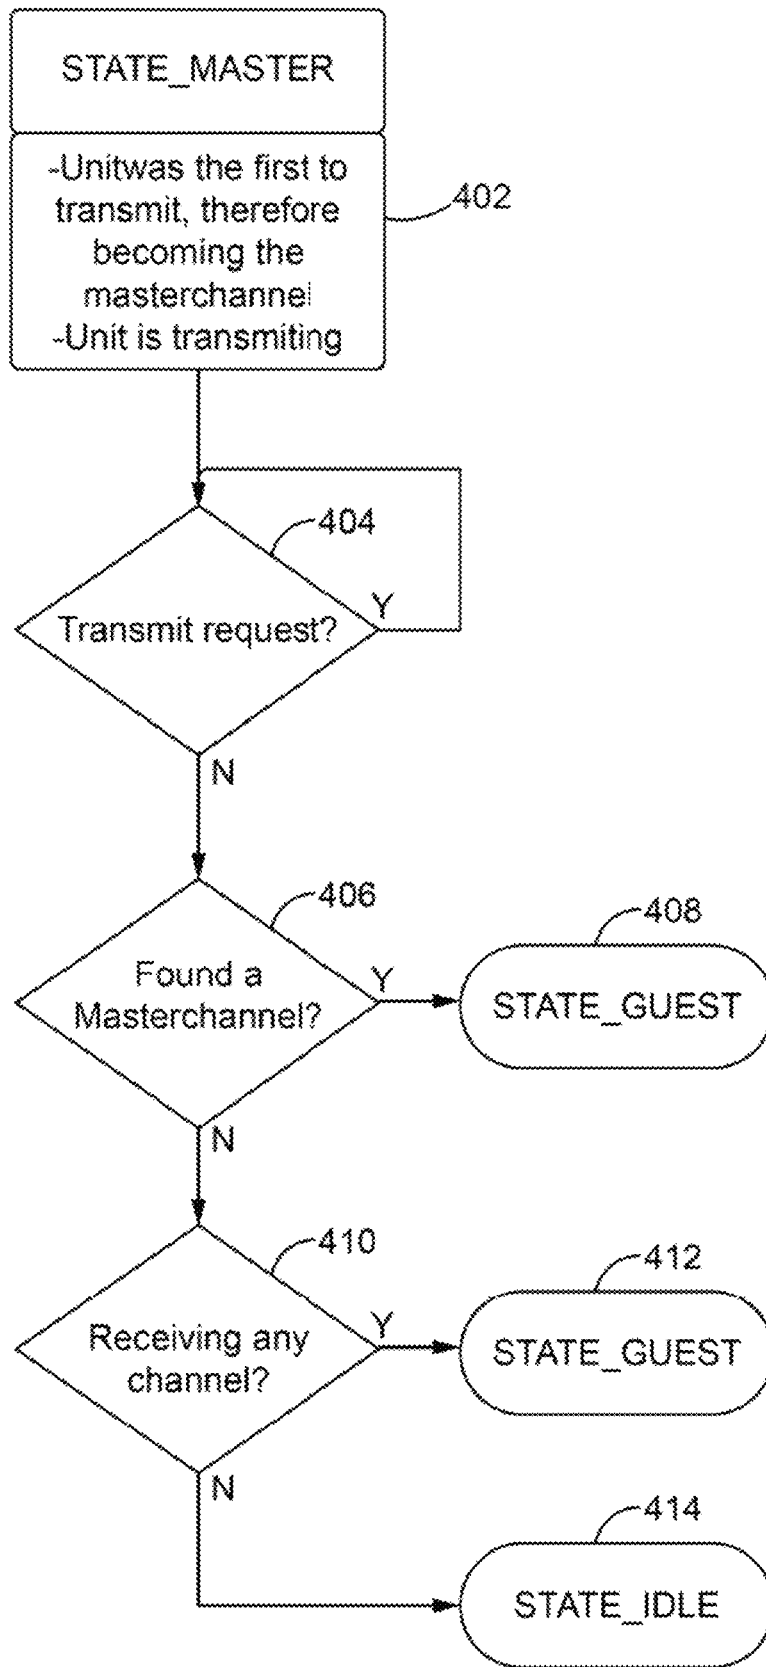 STATE_MASTER
-Unitwas the first to
transmit, therefore
becoming the
masterchannel
-Unit is transmiting
402
404
Transmit request?
Y
N
406
Found a
Masterchannel?
Y
408
STATE_GUEST
N
410
Receiving any
channel?
Y
412
STATE_GUEST
N
414
STATE_IDLE